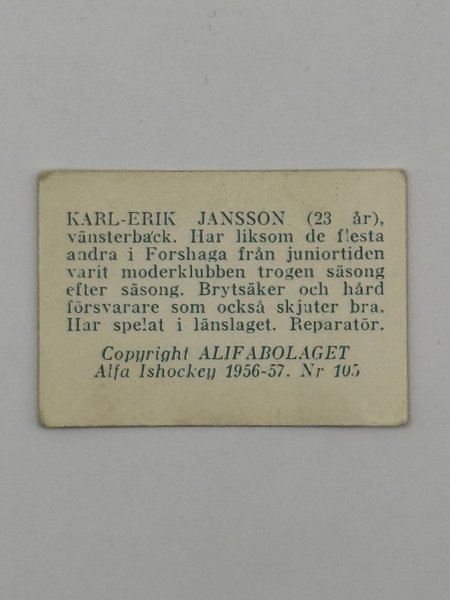 KARL-ERIK JANSSON (23 år),
vänsterback. Har liksom de flesta
andra i Forshaga från juniortiden
varit moderklubben trogen säsong
efter säsong. Brytsäker och hård
försvarare som också skjuter bra.
Har spelat i länslaget. Reparatör.
Copyright ALIFABOLAGET
Alfa Ishockey 1956-57. Nr 105